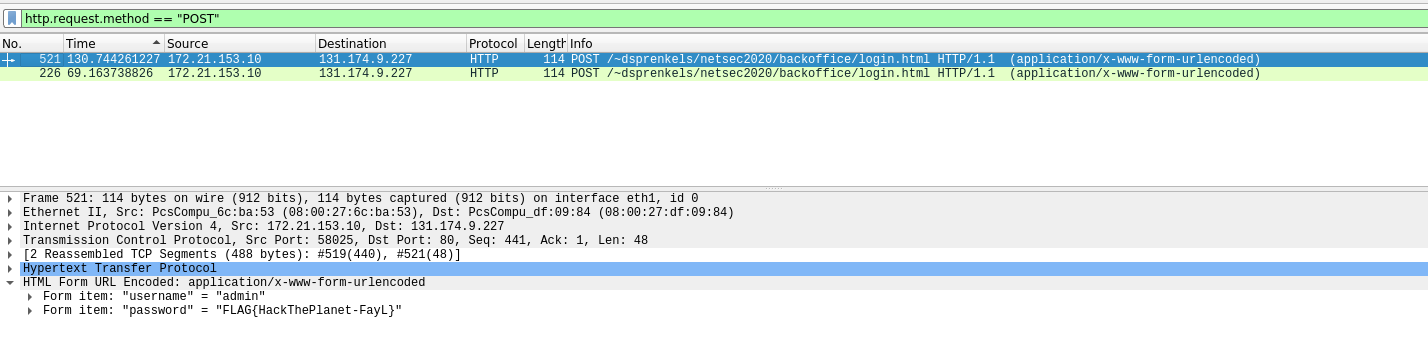 http.request.method == "POST"
No. Time Source Destination Protocol Length Info
521 130.744261227 172.21.153.10 131.174.9.227 HTTP 114 POST /~dsprenkels/netsec2020/backoffice/login.html HTTP/1.1 (application/x-www-form-urlencoded)
226 69.163738826 172.21.153.10 131.174.9.227 HTTP 114 POST /~dsprenkels/netsec2020/backoffice/login.html HTTP/1.1 (application/x-www-form-urlencoded)
Frame 521: 114 bytes on wire (912 bits), 114 bytes captured (912 bits) on interface eth1, id 0
Ethernet II, Src: PcsCompu_6c:ba:53 (08:00:27:6c:ba:53), Dst: PcsCompu_df:09:84 (08:00:27:df:09:84)
Internet Protocol Version 4, Src: 172.21.153.10, Dst: 131.174.9.227
Transmission Control Protocol, Src Port: 58025, Dst Port: 80, Seq: 441, Ack: 1, Len: 48
[2 Reassembled TCP Segments (488 bytes): #519(440), #521(48)]
Hypertext Transfer Protocol
HTML Form URL Encoded: application/x-www-form-urlencoded
Form item: "username" = "admin"
Form item: "password" = "FLAG{HackThePlanet-FayL}"